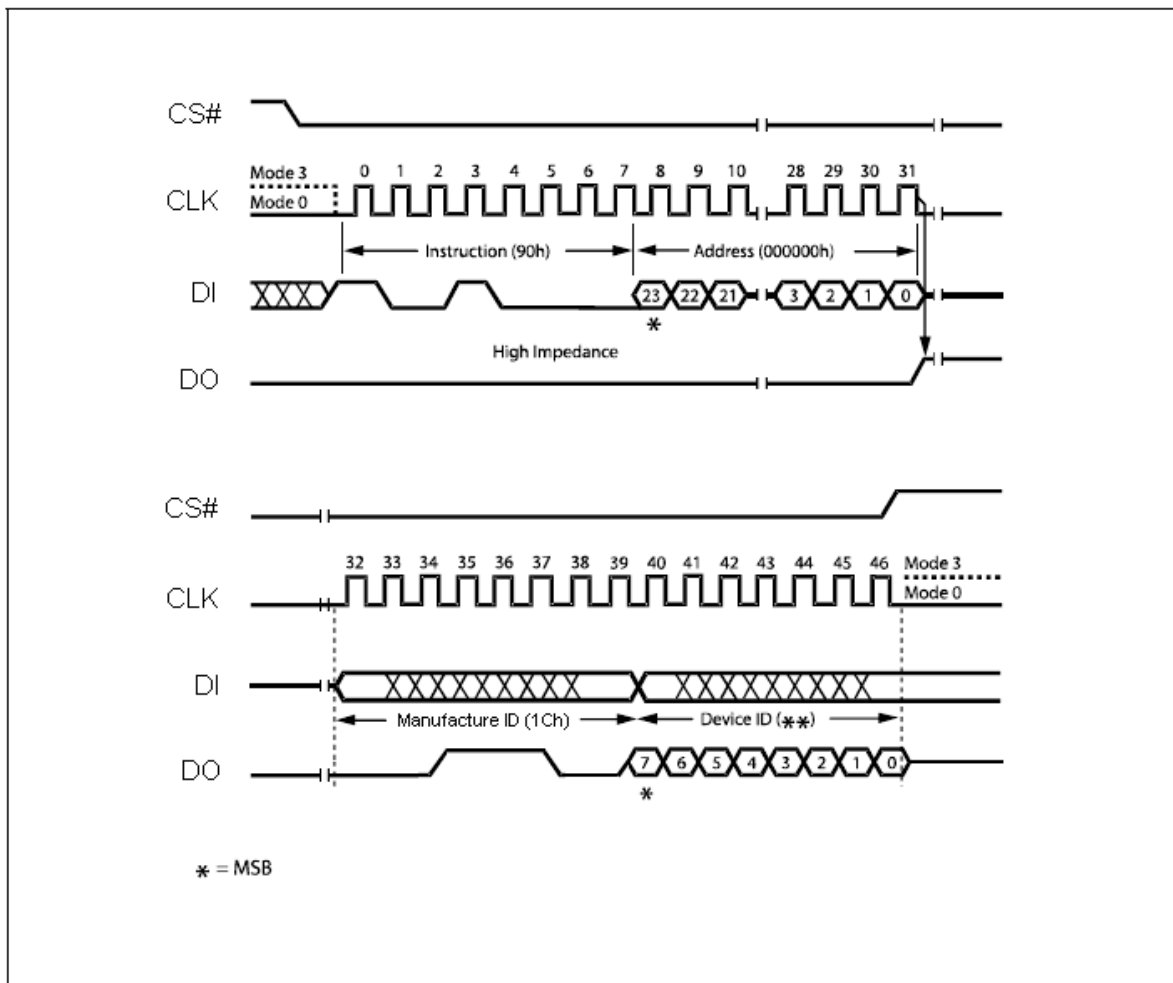 CS#
Mode 3
0 1 2 3 4 5 6 7 8 9 10 28 29 30 31
CLK
Mode 0
Instruction (90h) Address (000000h)
DI
23 22 21 3 2 1 0
*
High Impedance
DO
CS#
32 33 34 35 36 37 38 39 40 41 42 43 44 45 46
Mode 3
CLK
Mode 0
DI
Manufacture ID (1Ch) Device ID (**)
DO
7 6 5 4 3 2 1 0
*
* = MSB